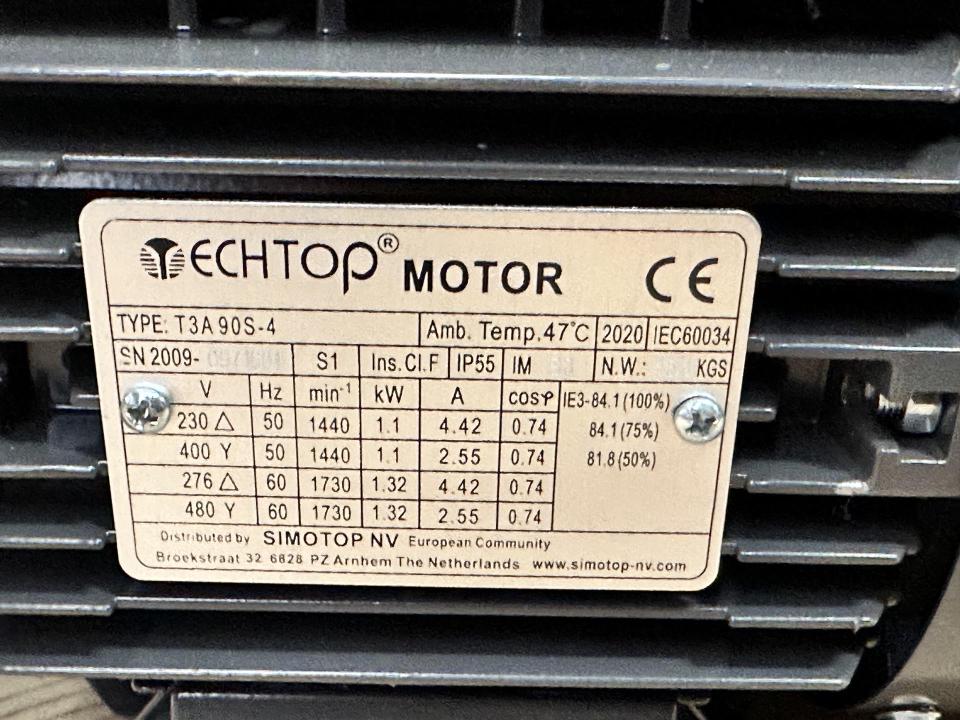 TECHTOP® MOTOR CE
TYPE: T3A90S-4 Amb. Temp.47°C 2020 IEC60034
SN 2009- S1 Ins.Cl.F IP55 IM N.W.: KGS
V Hz min⁻¹ kW A cosφ IE3-84.1(100%)
230 △ 50 1440 1.1 4.42 0.74 84.1(75%)
400 Y 50 1440 1.1 2.55 0.74 81.8(50%)
276 △ 60 1730 1.32 4.42 0.74
480 Y 60 1730 1.32 2.55 0.74
Distributed by SIMOTOP NV European Community
Broekstraat 32 6828 PZ Arnhem The Netherlands www.simotop-nv.com